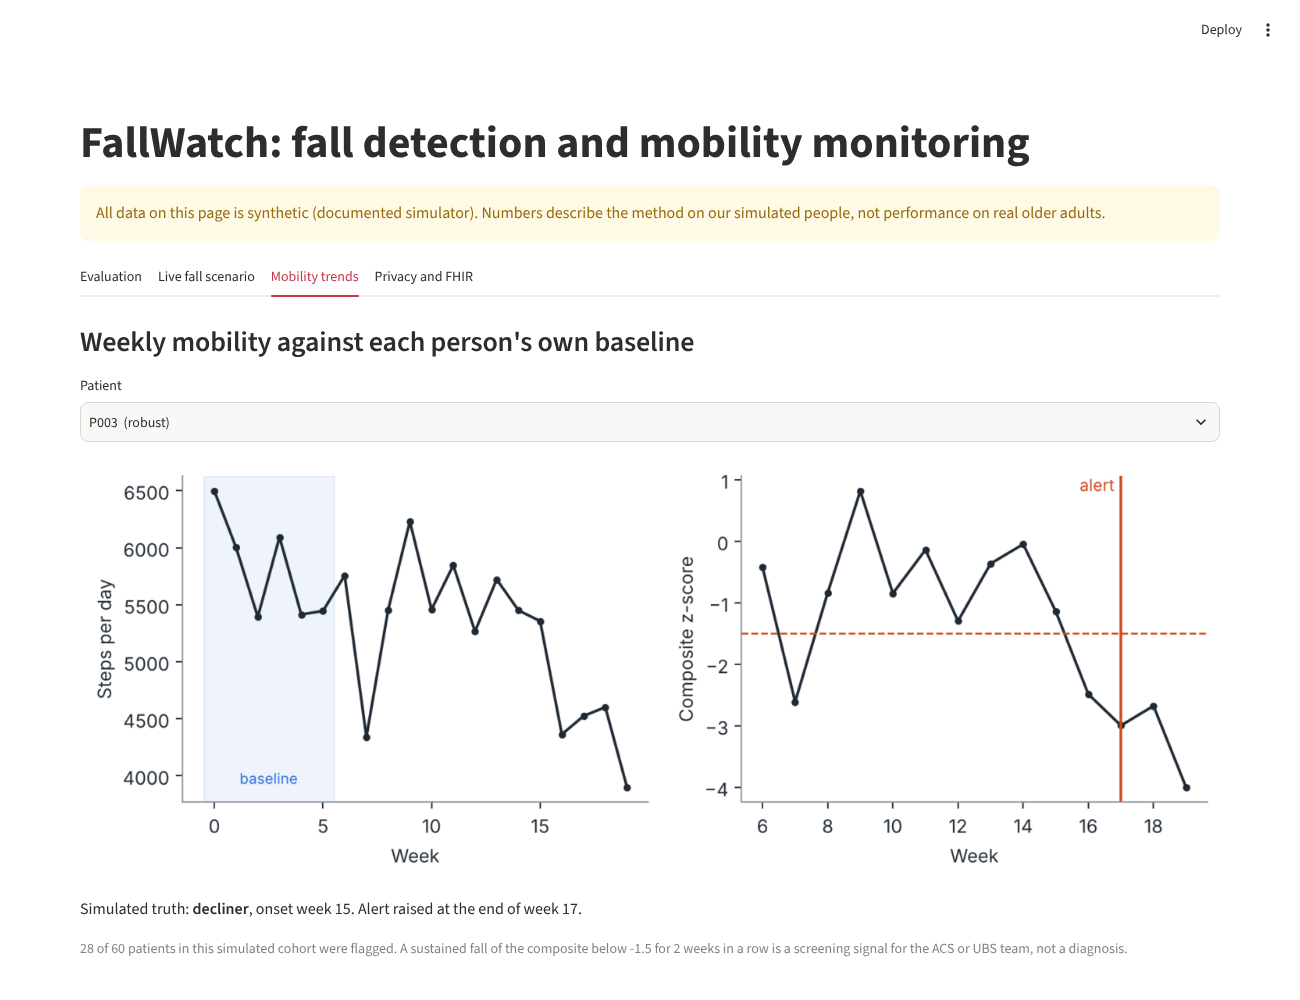 Deploy
FallWatch: fall detection and mobility monitoring
All data on this page is synthetic (documented simulator). Numbers describe the method on our simulated people, not performance on real older adults.
Evaluation Live fall scenario Mobility trends Privacy and FHIR
Weekly mobility against each person's own baseline
Patient
P003 (robust)
6500
6000
5500
5000
4500
4000
Steps per day
baseline
0 5 10 15
Week
1
0
−1
−2
−3
−4
Composite z-score
alert
6 8 10 12 14 16 18
Week
Simulated truth: decliner, onset week 15. Alert raised at the end of week 17.
28 of 60 patients in this simulated cohort were flagged. A sustained fall of the composite below -1.5 for 2 weeks in a row is a screening signal for the ACS or UBS team, not a diagnosis.